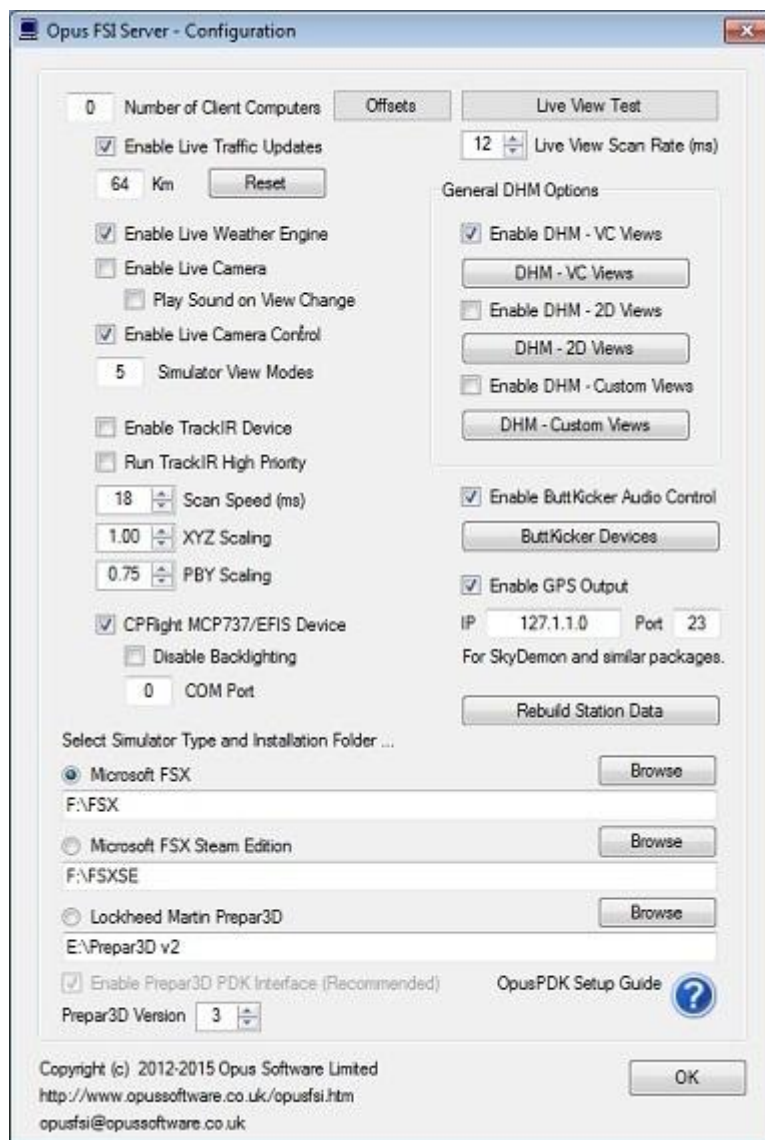 Opus FSI Server - Configuration
0 Number of Client Computers Offsets Live View Test
Enable Live Traffic Updates 12 Live View Scan Rate (ms)
64 Km Reset
General DHM Options
Enable Live Weather Engine Enable DHM - VC Views
Enable Live Camera DHM - VC Views
Play Sound on View Change Enable DHM - 2D Views
Enable Live Camera Control DHM - 2D Views
5 Simulator View Modes
Enable DHM - Custom Views
Enable TrackIR Device DHM - Custom Views
Run TrackIR High Priority
18 Scan Speed (ms) Enable ButtKicker Audio Control
1.00 XYZ Scaling ButtKicker Devices
0.75 PBY Scaling
Enable GPS Output
CPFlight MCP737/EFIS Device IP 127.1.1.0 Port 23
Disable Backlighting For SkyDemon and similar packages.
0 COM Port
Rebuild Station Data
Select Simulator Type and Installation Folder ...
Microsoft FSX Browse
F:\FSX
Microsoft FSX Steam Edition Browse
F:\FSXSE
Lockheed Martin Prepar3D Browse
E:\Prepar3D v2
Enable Prepar3D PDK Interface (Recommended) OpusPDK Setup Guide ?
Prepar3D Version 3
Copyright (c) 2012-2015 Opus Software Limited OK
http://www.opussoftware.co.uk/opusfsi.htm
opusfsi@opussoftware.co.uk